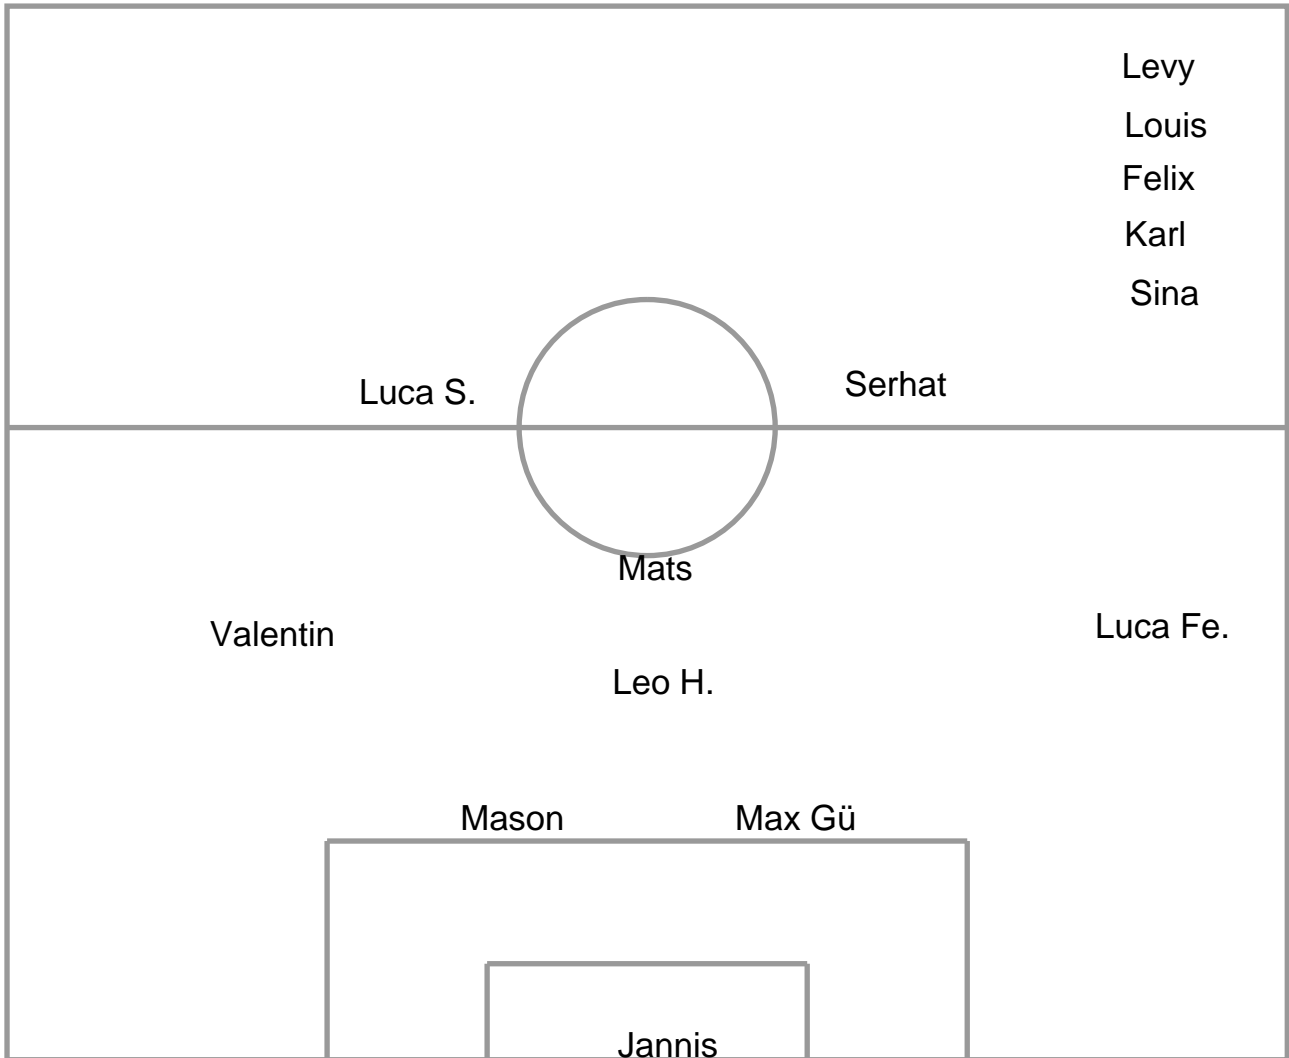 Levy
Louis
Felix
Karl
Sina
Luca S.
Serhat
Mats
Valentin
Luca Fe.
Leo H.
Mason
Max Gü
Jannis